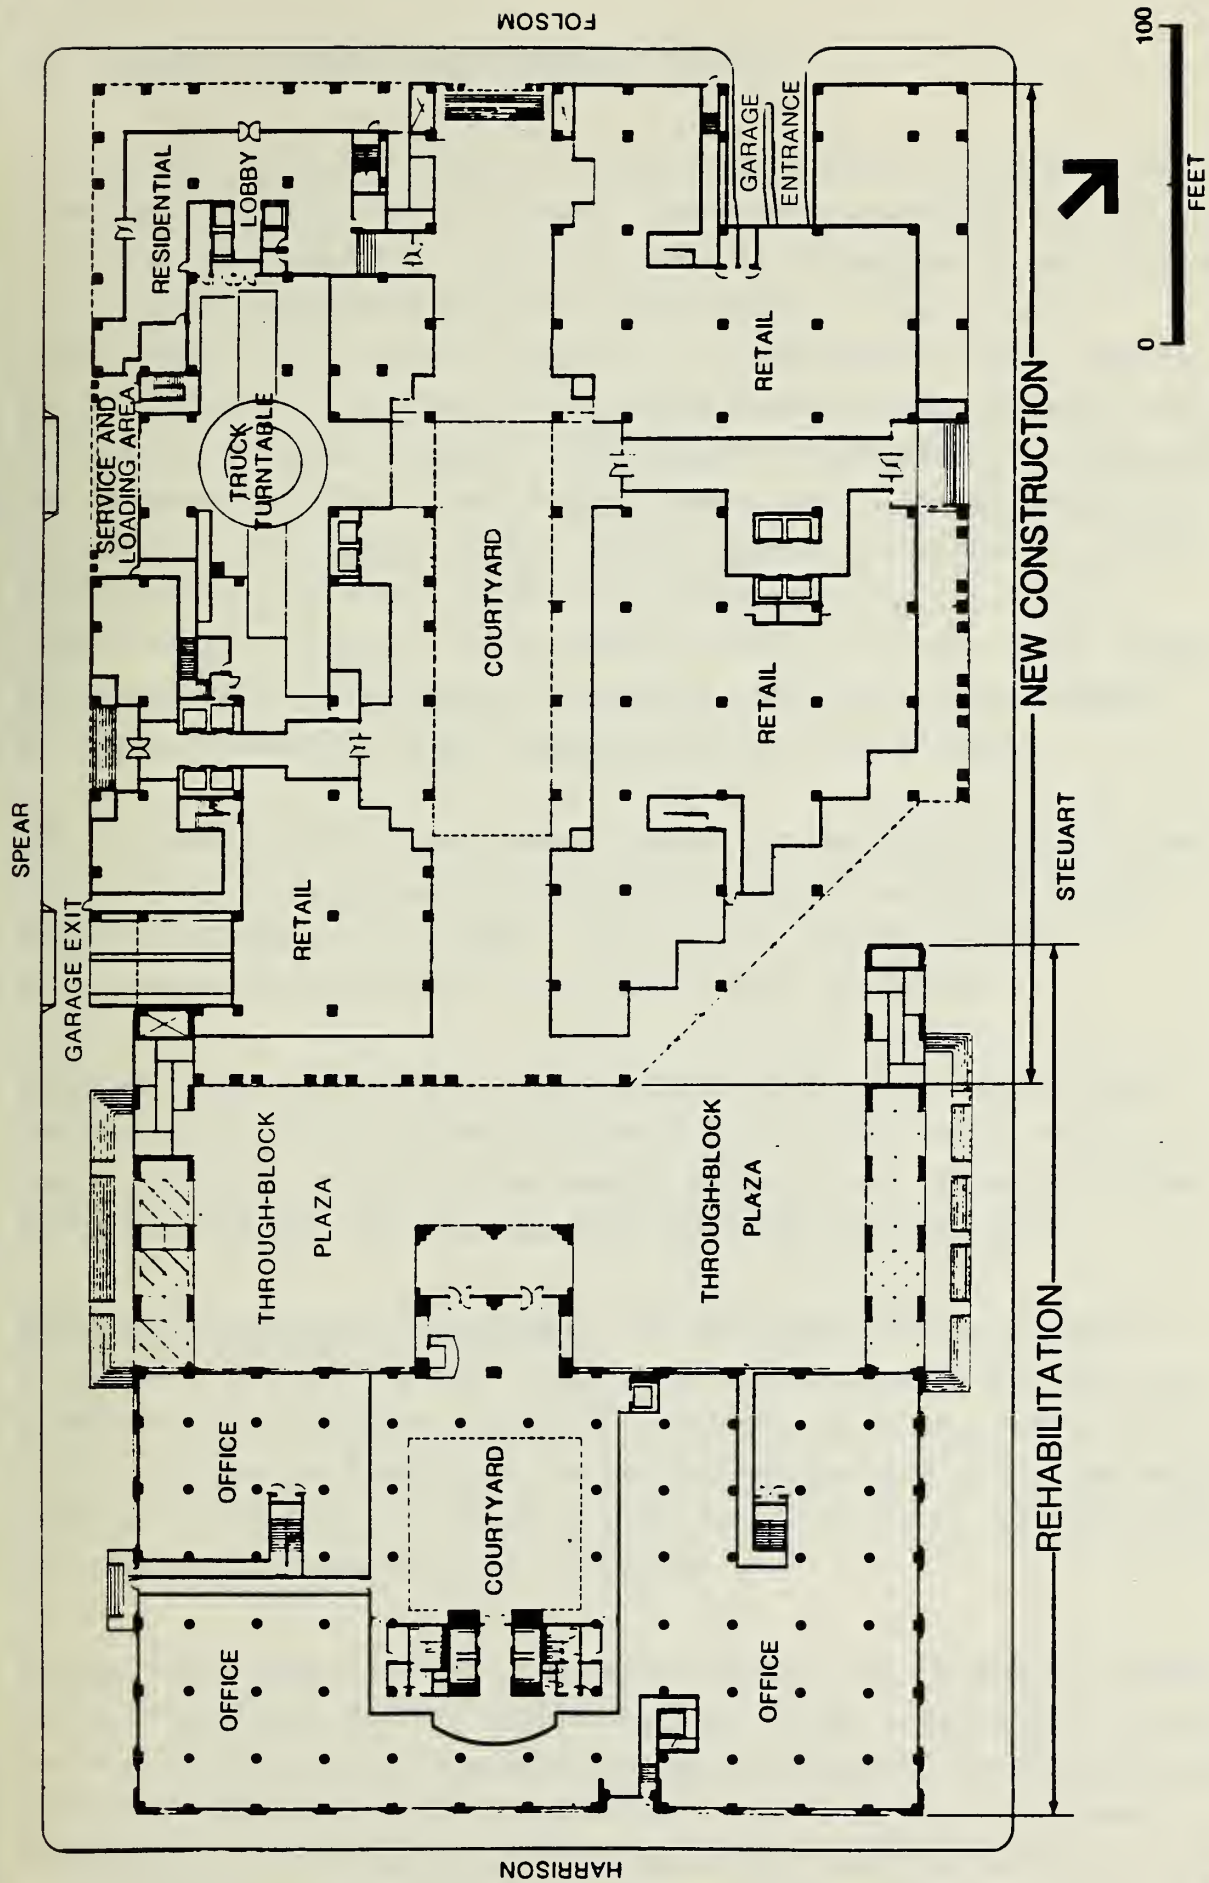 FOLSOM
100
GARAGE
ENTRANCE
RESIDENTIAL
LOBBY
FEET
0
RETAIL
SERVICE AND
LOADING AREA
TRUCK
TURNTABLE
COURTYARD
NEW CONSTRUCTION
RETAIL
SPEAR
STEUART
RETAIL
GARAGE EXIT
THROUGH-BLOCK
PLAZA
THROUGH-BLOCK
PLAZA
OFFICE
COURTYARD
REHABILITATION
OFFICE
OFFICE
HARRISON